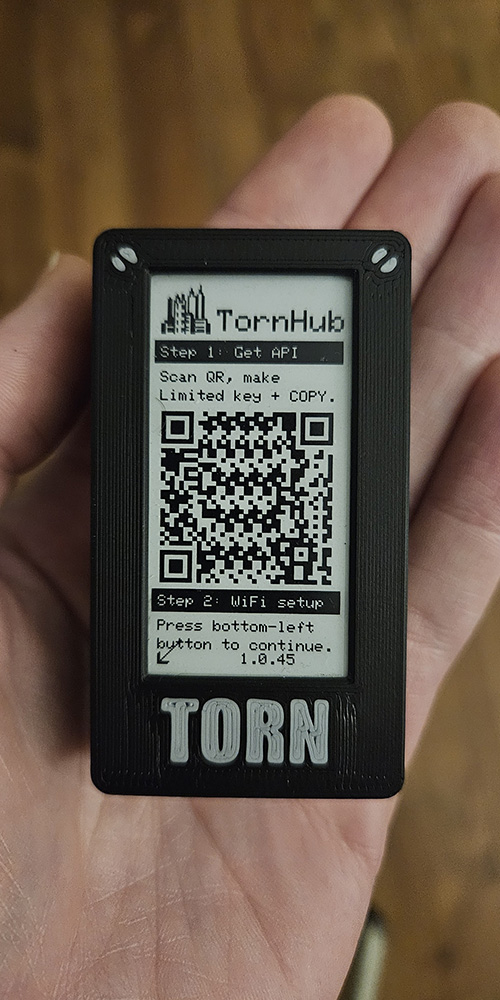 TornHub
Step 1: Get API
Scan QR, make
Limited key + COPY.
Step 2: WiFi setup
Press bottom-left
button to continue.
1.0.45
TORN